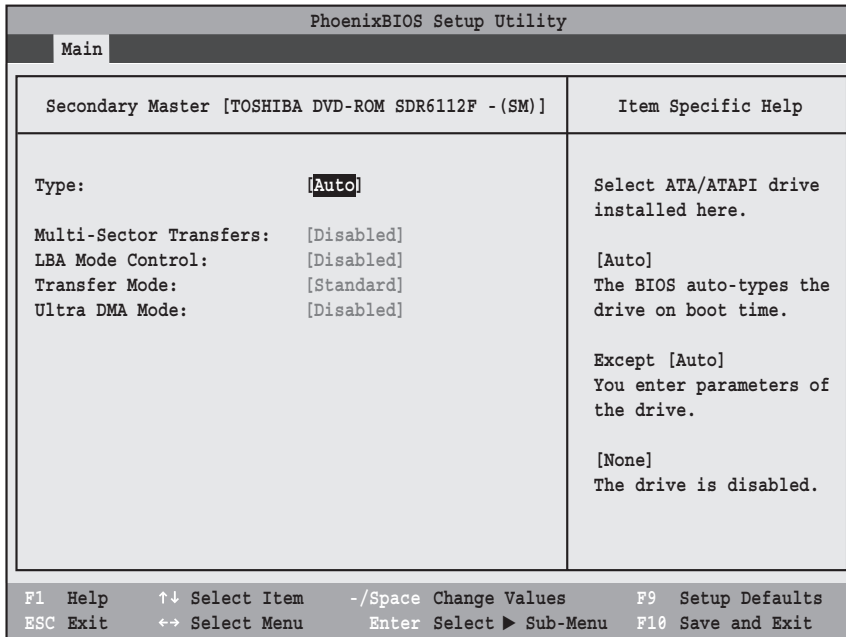 PhoenixBIOS Setup Utility
Main
Secondary Master [TOSHIBA DVD-ROM SDR6112F -(SM)]
Item Specific Help
Type: [Auto]
Multi-Sector Transfers: [Disabled]
LBA Mode Control: [Disabled]
Transfer Mode: [Standard]
Ultra DMA Mode: [Disabled]
Select ATA/ATAPI drive
installed here.
[Auto]
The BIOS auto-types the
drive on boot time.
Except [Auto]
You enter parameters of
the drive.
[None]
The drive is disabled.
F1 Help ↑↓ Select Item -/Space Change Values F9 Setup Defaults
ESC Exit ←→ Select Menu Enter Select ▶ Sub-Menu F10 Save and Exit